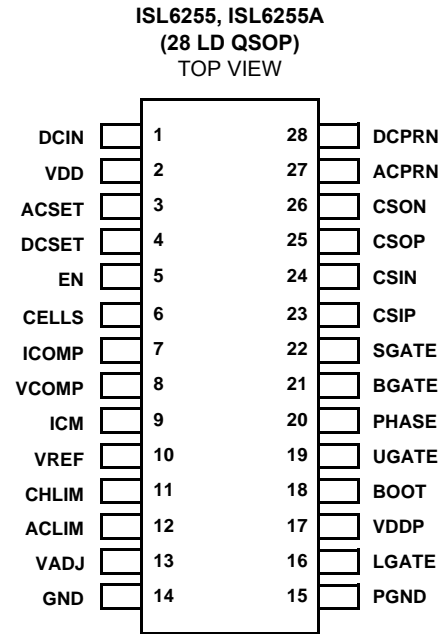 ISL6255, ISL6255A
(28 LD QSOP)
TOP VIEW
DCIN 1 28 DCPRN
VDD 2 27 ACPRN
ACSET 3 26 CSON
DCSET 4 25 CSOP
EN 5 24 CSIN
CELLS 6 23 CSIP
ICOMP 7 22 SGATE
VCOMP 8 21 BGATE
ICM 9 20 PHASE
VREF 10 19 UGATE
CHLIM 11 18 BOOT
ACLIM 12 17 VDDP
VADJ 13 16 LGATE
GND 14 15 PGND